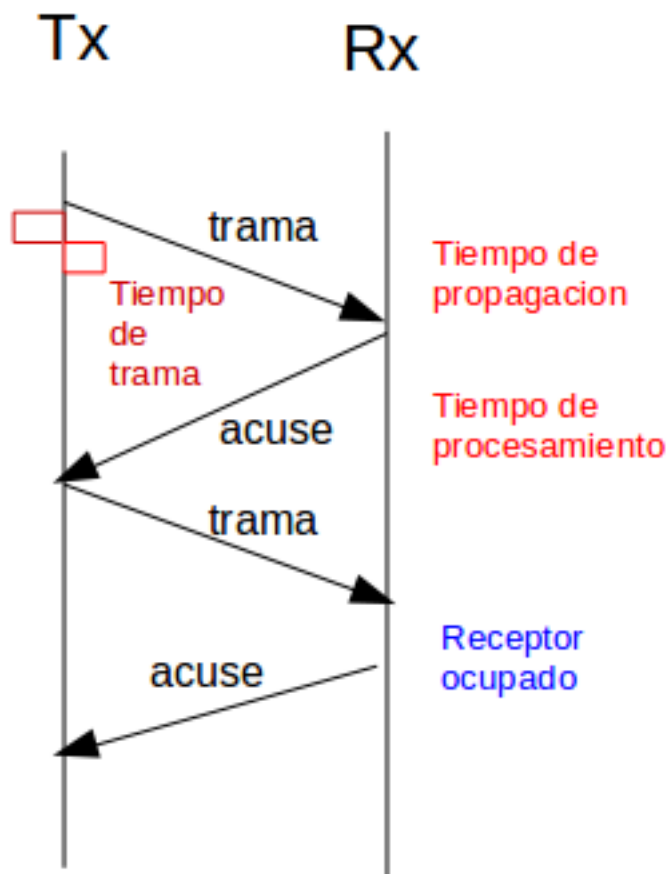 Tx
Rx
trama
Tiempo de
propagacion
Tiempo
de
trama
acuse
Tiempo de
procesamiento
trama
Receptor
ocupado
acuse